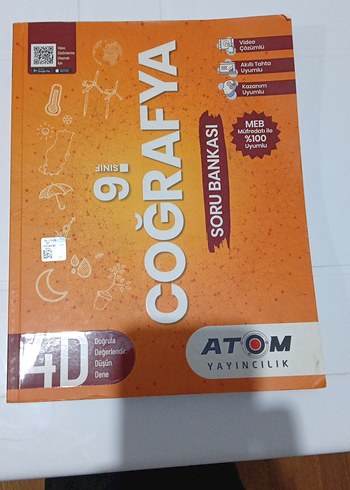 Video
Çözümlü
Akıllı Tahta
Uyumlu
Kazanım
Uyumlu
MEB
Müfredatı ile
%100
Uyumlu
9. SINIF
COĞRAFYA
SORU BANKASI
4D
Doğrula
Değerlendir
Düşün
Dene
ATOM
YAYINCILIK